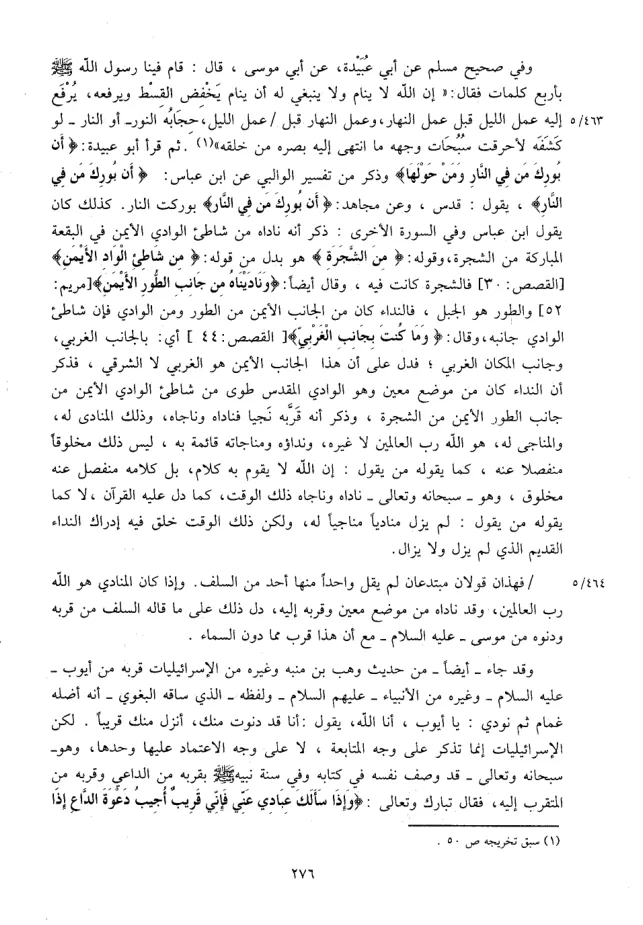 وفي صحيح مسلم عن أبي عُبَيْدة، عن أبي موسى ، قال : قام فينا رسول الله ﷺ
بأربع كلمات فقال: « إن الله لا ينام ولا ينبغي له أن ينام يَخْفِض القِسْط ويرفعه، يُرْفَع
٥/٤٦٣ إليه عمل الليل قبل عمل النهار، وعمل النهار قبل / عمل الليل، حِجَابُه النور ـ أو النار ـ لو
كَشَفَه لأحرقت سُبُحَات وجهه ما انتهى إليه بصره من خلقه»(١) . ثم قرأ أبو عبيدة: ﴿ أَن
بُورِكَ مَن فِي النَّارِ وَمَنْ حَوْلَهَا﴾ وذكر من تفسير الوالبي عن ابن عباس: ﴿ أَن بُورِكَ مَن فِي
النَّارِ﴾ ، يقول : قدس ، وعن مجاهد: ﴿ أَن بُورِكَ مَن فِي النَّارِ﴾ بوركت النار. كذلك كان
يقول ابن عباس وفي السورة الأخرى : ذكر أنه ناداه من شاطئ الوادي الأيمن في البقعة
المباركة من الشجرة، وقوله: ﴿ مِنَ الشَّجَرَةِ ﴾ هو بدل من قوله: ﴿ مِن شَاطِئِ الْوَادِ الأَيْمَنِ﴾
[القصص: ٣٠] فالشجرة كانت فيه ، وقال أيضاً: ﴿وَنَادَيْنَاهُ مِن جَانِبِ الطُّورِ الأَيْمَنِ﴾[مريم:
٥٢] والطور هو الجبل ، فالنداء كان من الجانب الأيمن من الطور ومن الوادي فإن شاطئ
الوادي جانبه، وقال: ﴿ وَمَا كُنتَ بِجَانِبِ الْغَرْبِيِّ﴾[ القصص: ٤٤ ] أي: بالجانب الغربي،
وجانب المكان الغربي ؛ فدل على أن هذا الجانب الأيمن هو الغربي لا الشرقي ، فذكر
أن النداء كان من موضع معين وهو الوادي المقدس طوى من شاطئ الوادي الأيمن من
جانب الطور الأيمن من الشجرة ، وذكر أنه قَرَّبه نَجيا فناداه وناجاه، وذلك المنادى له،
والمناجى له، هو الله رب العالمين لا غيره، ونداؤه ومناجاته قائمة به ، ليس ذلك مخلوقاً
منفصلا عنه ، كما يقوله من يقول : إن الله لا يقوم به كلام، بل كلامه منفصل عنه
مخلوق ، وهو ـ سبحانه وتعالى ـ ناداه وناجاه ذلك الوقت، كما دل عليه القرآن ، لا كما
يقوله من يقول : لم يزل منادياً مناجياً له، ولكن ذلك الوقت خلق فيه إدراك النداء
القديم الذي لم يزل ولا يزال.
٥/٤٦٤ / فهذان قولان مبتدعان لم يقل واحداً منها أحد من السلف. وإذا كان المنادي هو الله
رب العالمين، وقد ناداه من موضع معين وقربه إليه، دل ذلك على ما قاله السلف من قربه
ودنوه من موسى ـ عليه السلام ـ مع أن هذا قرب مما دون السماء .
وقد جاء ـ أيضاً ـ من حديث وهب بن منبه وغيره من الإسرائيليات قربه من أيوب ـ
عليه السلام ـ وغيره من الأنبياء ـ عليهم السلام ـ ولفظه ـ الذي ساقه البغوي ـ أنه أضله
غمام ثم نودي : يا أيوب ، أنا الله، يقول :أنا قد دنوت منك، أنزل منك قريباً . لكن
الإسرائيليات إنما تذكر على وجه المتابعة ، لا على وجه الاعتماد عليها وحدها، وهو ـ
سبحانه وتعالى ـ قد وصف نفسه في كتابه وفي سنة نبيه ﷺ بقربه من الداعي وقربه من
المتقرب إليه، فقال تبارك وتعالى : ﴿وَإِذَا سَأَلَكَ عِبَادِي عَنِّي فَإِنِّي قَرِيبٌ أُجِيبُ دَعْوَةَ الدَّاعِ إِذَا
(١) سبق تخريجه ص ٥٠ .
٢٧٦